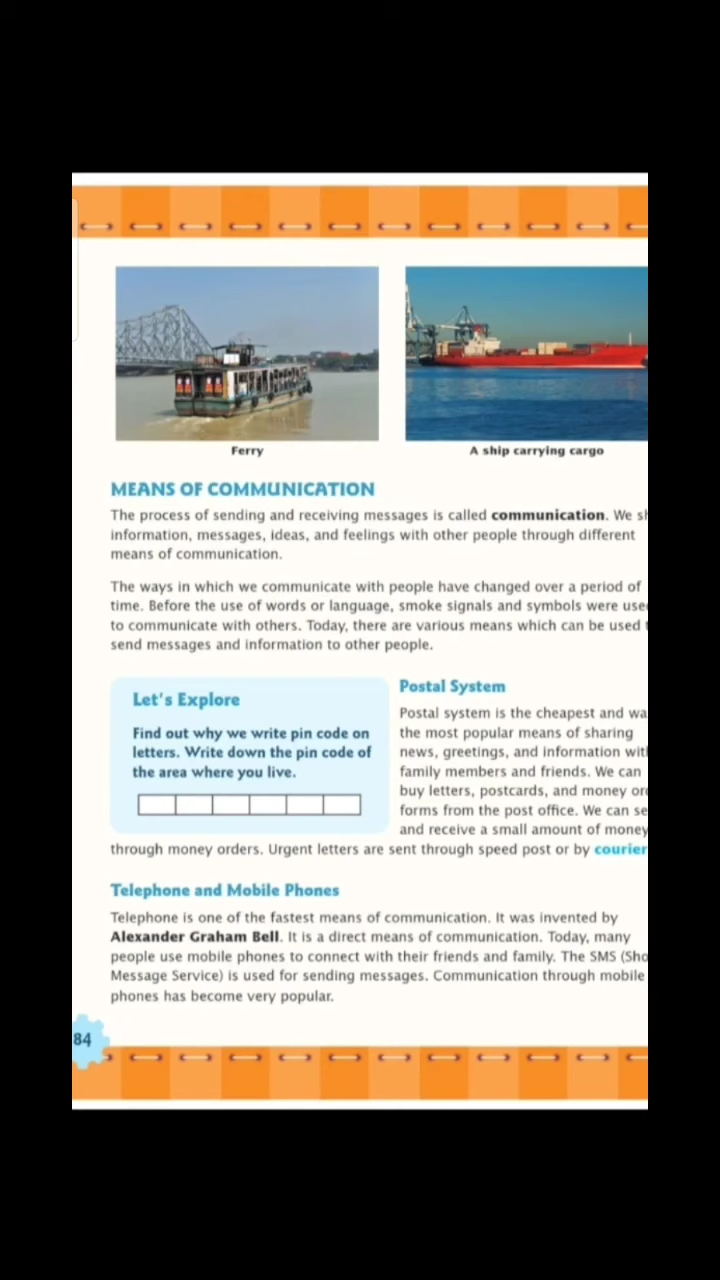 Ferry
A ship carrying cargo
MEANS OF COMMUNICATION
The process of sending and receiving messages is called communication. We
information, messages, ideas, and feelings with other people through different
means of communication.
The ways in which we communicate with people have changed over a period of
time. Before the use of words or language, smoke signals and symbols were
to communicate with others. Today, there are various means which can be used
send messages and information to other people.
Let's Explore
Find out why we write pin code on
letters. Write down the pin code of
the area where you live.
Postal System
Postal system is the cheapest and
the most popular means of sharing
news, greetings, and information
family members and friends. We can
buy letters, postcards, and money
forms from the post office. We can
and receive a small amount of money
through money orders. Urgent letters are sent through speed post or by courier
Telephone and Mobile Phones
Telephone is one of the fastest means of communication. It was invented by
Alexander Graham Bell. It is a direct means of communication. Today, many
people use mobile phones to connect with their friends and family. The SMS
Message Service) is used for sending messages. Communication through mobile
phones has become very popular.
84